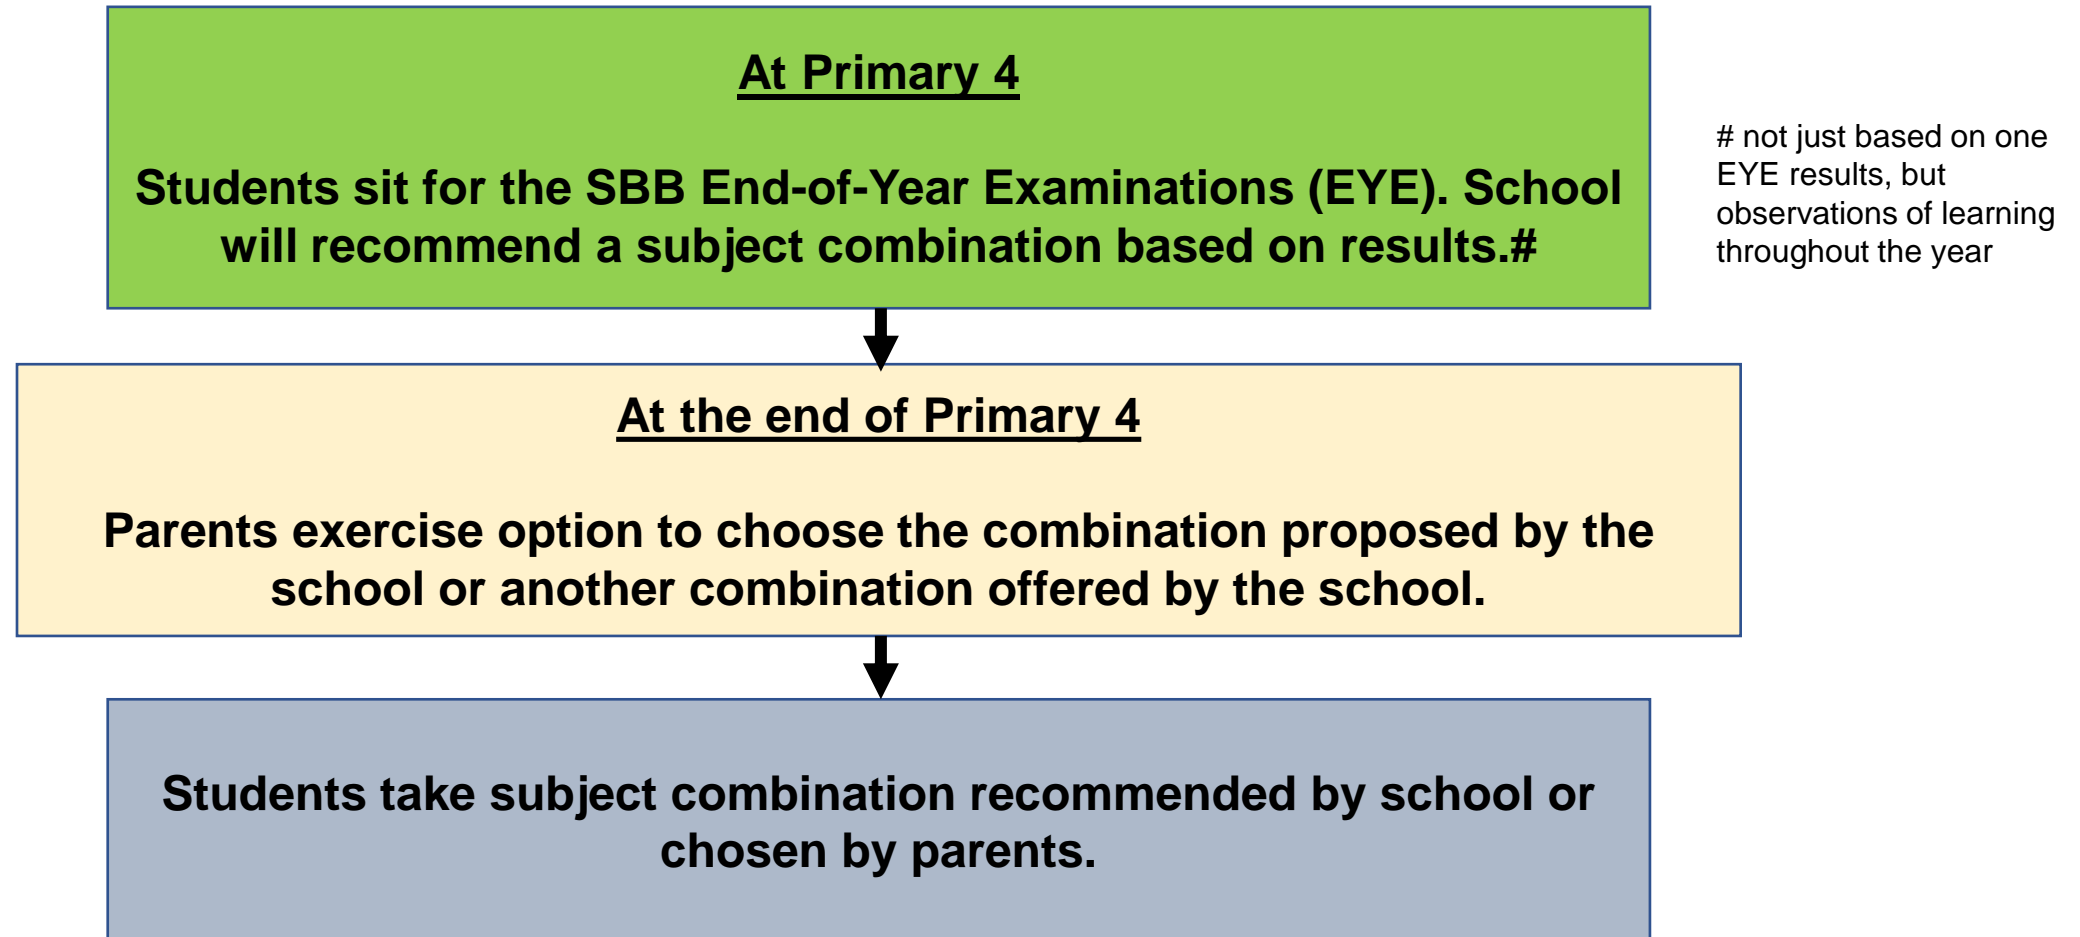 At Primary 4
Students sit for the SBB End-of-Year Examinations (EYE). School
will recommend a subject combination based on results.#
# not just based on one
EYE results, but
observations of learning
throughout the year
At the end of Primary 4
Parents exercise option to choose the combination proposed by the
school or another combination offered by the school.
Students take subject combination recommended by school or
chosen by parents.